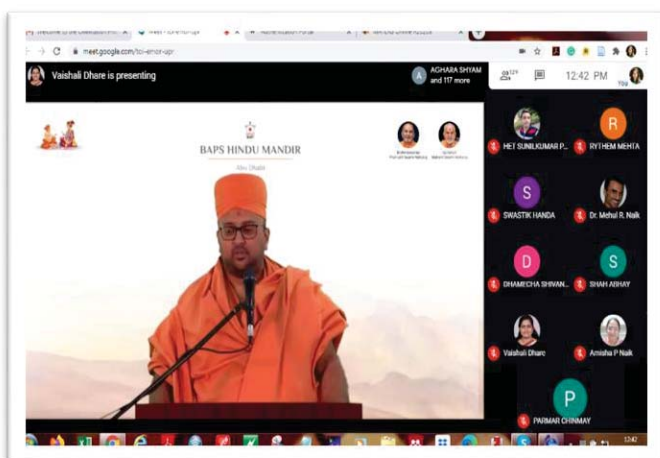 meet.google.com/
Vaishali Dhare is presenting
A
AGHARA SHYAM
and 117 more
121
12:42 PM
You
BAPS HINDU MANDIR
Abu Dhabi
HET SUNILKUMAR P...
R
RYTHEM MEHTA
S
SWASTIK HANDA
Dr. Mehul R. Naik
D
DHAMECHA SHIVAN...
S
SHAH ABHAY
Vaishali Dhare
Amisha P Naik
P
PARMAR CHINMAY
12:42